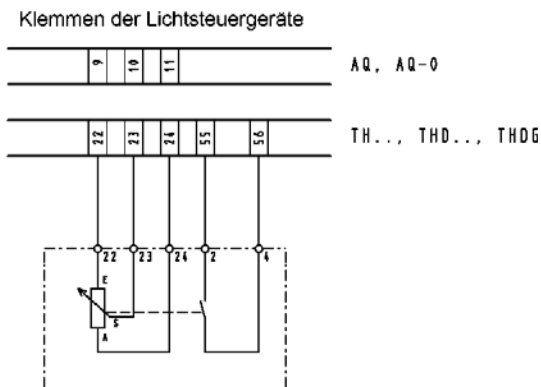 Klemmen der Lichtsteuergeräte
9 10 11 AQ, AQ-0
22 23 24 55 56 TH.., THD.., THOG
22 23 24 2 4
E
S
A